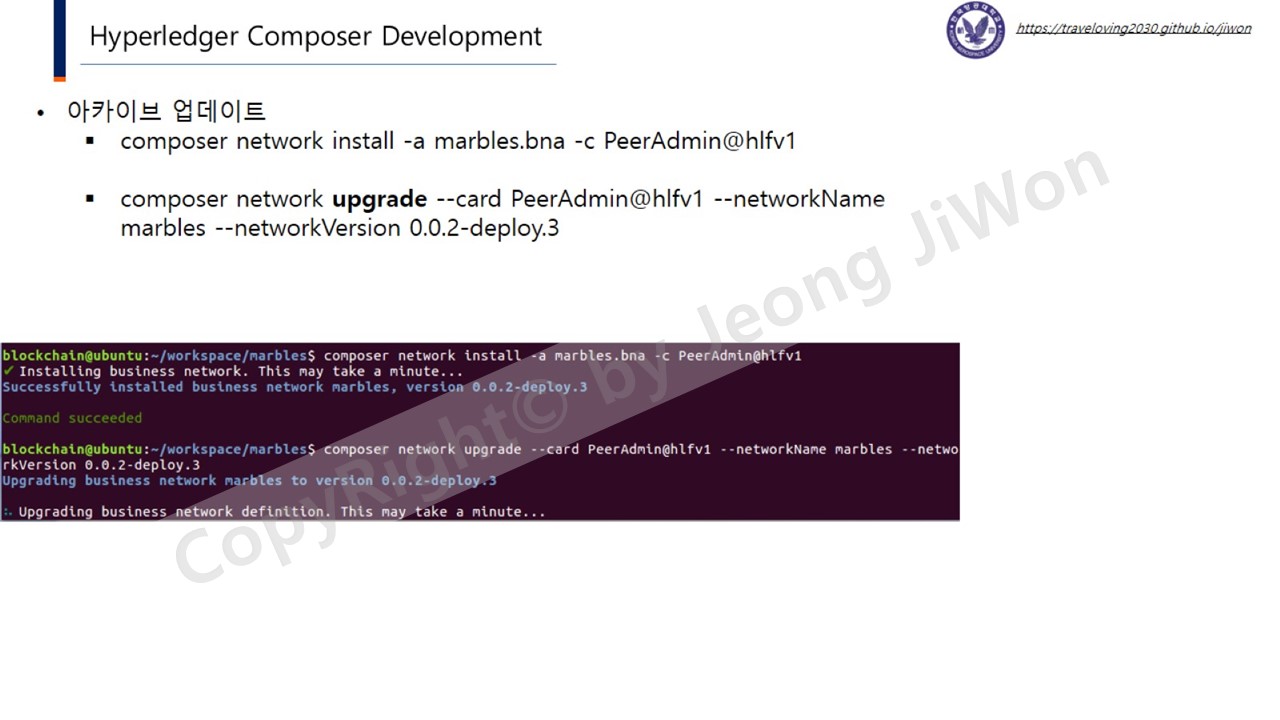 Hyperledger Composer Development
https://traveloving2030.github.io/jiwon
• 아카이브 업데이트
▪ composer network install -a marbles.bna -c PeerAdmin@hlfv1
▪ composer network upgrade --card PeerAdmin@hlfv1 --networkName
marbles --networkVersion 0.0.2-deploy.3
CopyRight© by Jeong JiWon
blockchain@ubuntu:~/workspace/marbles$ composer network install -a marbles.bna -c PeerAdmin@hlfv1
✔ Installing business network. This may take a minute...
Successfully installed business network marbles, version 0.0.2-deploy.3
Command succeeded
blockchain@ubuntu:~/workspace/marbles$ composer network upgrade --card PeerAdmin@hlfv1 --networkName marbles --netwo
rkVersion 0.0.2-deploy.3
Upgrading business network marbles to version 0.0.2-deploy.3
Upgrading business network definition. This may take a minute...